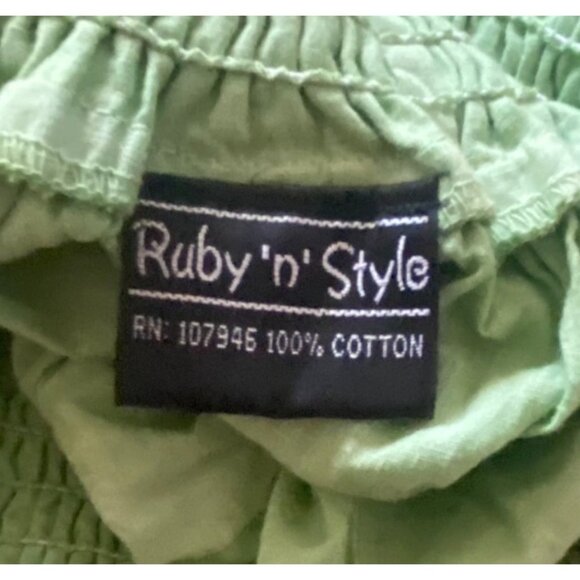 Ruby 'n' Style
RN: 107946 100% COTTON